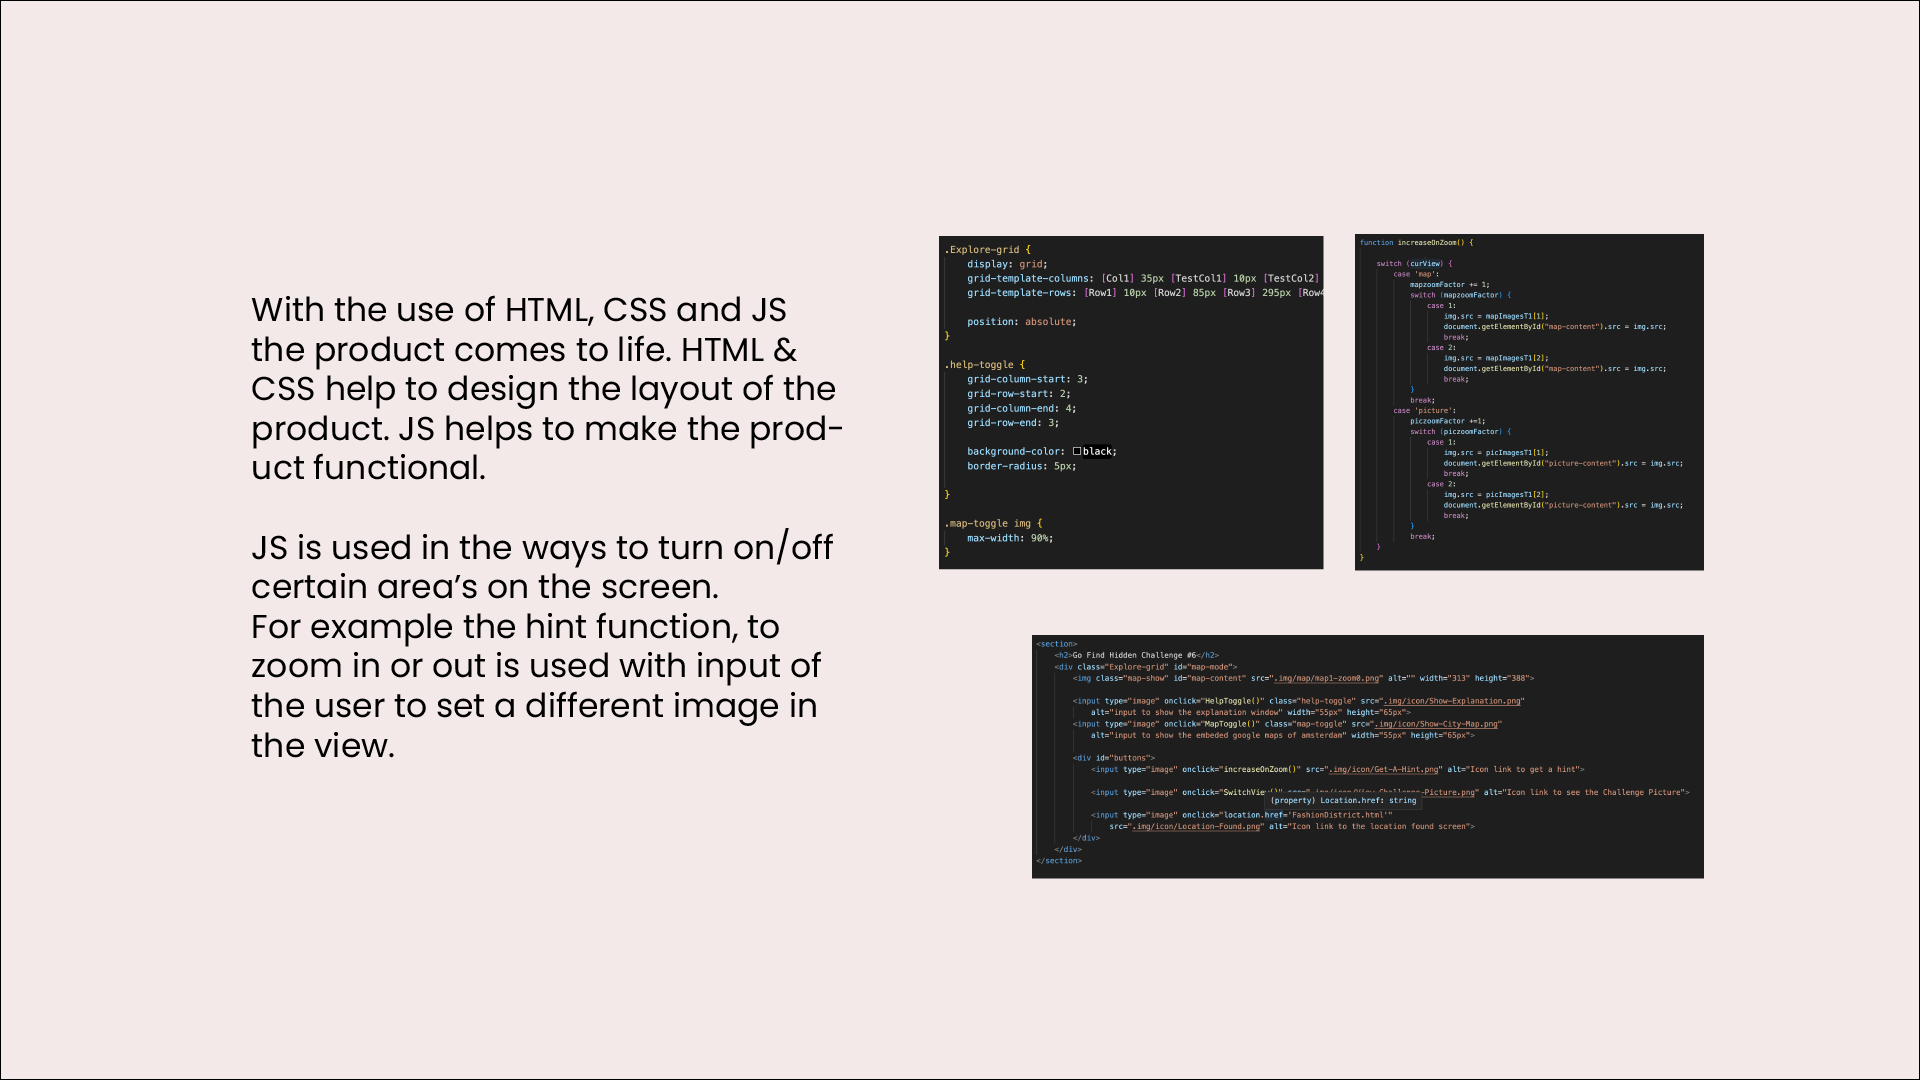 With the use of HTML, CSS and JS
the product comes to life. HTML &
CSS help to design the layout of the
product. JS helps to make the prod-
uct functional.
JS is used in the ways to turn on/off
certain area's on the screen.
For example the hint function, to
zoom in or out is used with input of
the user to set a different image in
the view.
.Explore-grid {
display: grid;
grid-template-columns: [Col1] 35px [TestCol1] 10px [TestCol2]
grid-template-rows: [Row1] 10px [Row2] 85px [Row3] 295px [Row4
position: absolute;
}
.help-toggle {
grid-column-start: 3;
grid-row-start: 2;
grid-column-end: 4;
grid-row-end: 3;
background-color: black;
border-radius: 5px;
}
.map-toggle img {
max-width: 90%;
}
function increaseOnZoom() {
switch (curView) {
case 'map':
mapzoomFactor += 1;
switch (mapzoomFactor) {
case 1:
img.src = mapImagesT1[1];
document.getElementById("map-content").src = img.src;
break;
case 2:
img.src = mapImagesT1[2];
document.getElementById("map-content").src = img.src;
break;
}
break;
case 'picture':
piczoomFactor +=1;
switch (piczoomFactor) {
case 1:
img.src = picImagesT1[1];
document.getElementById("picture-content").src = img.src;
break;
case 2:
img.src = picImagesT1[2];
document.getElementById("picture-content").src = img.src;
break;
}
break;
}
}
<section>
<h2>Go Find Hidden Challenge #6</h2>
<div class="Explore-grid" id="map-mode">
<img class="map-show" id="map-content" src=".img/map/map1-zoom0.png" alt="" width="313" height="388">
<input type="image" onclick="HelpToggle()" class="help-toggle" src=".img/icon/Show-Explanation.png"
alt="input to show the explanation window" width="55px" height="65px">
<input type="image" onclick="MapToggle()" class="map-toggle" src=".img/icon/Show-City-Map.png"
alt="input to show the embeded google maps of amsterdam" width="55px" height="65px">
<div id="buttons">
<input type="image" onclick="increaseOnZoom()" src=".img/icon/Get-A-Hint.png" alt="Icon link to get a hint">
<input type="image" onclick="SwitchView()" src=".img/icon/View-Challenge-Picture.png" alt="Icon link to see the Challenge Picture">
(property) Location.href: string
<input type="image" onclick="location.href='FashionDistrict.html'"
src=".img/icon/Location-Found.png" alt="Icon link to the location found screen">
</div>
</div>
</section>